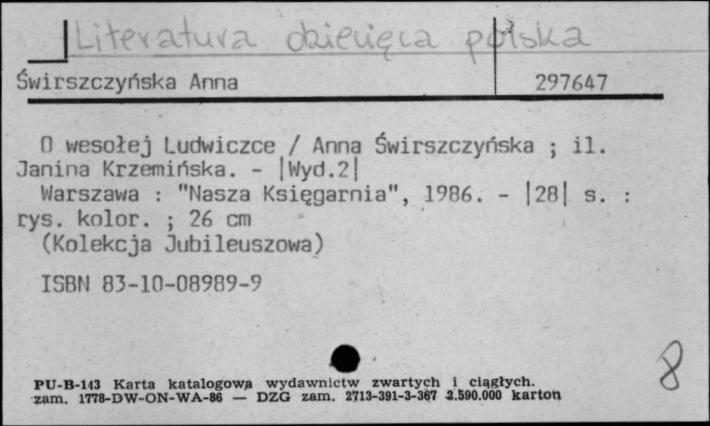 Literatura dziecięca polska
Świrszczyńska Anna 297647
O wesołej Ludwiczce / Anna Świrszczyńska ; il.
Janina Krzemińska. - |Wyd.2|
Warszawa : "Nasza Księgarnia", 1986. - |28| s. :
rys. kolor. ; 26 cm
(Kolekcja Jubileuszowa)
ISBN 83-10-08989-9
8
PU-B-143 Karta katalogowa wydawnictw zwartych i ciągłych.
zam. 1778-DW-ON-WA-86 — DZG zam. 2713-391-3-367 2.590.000 karton